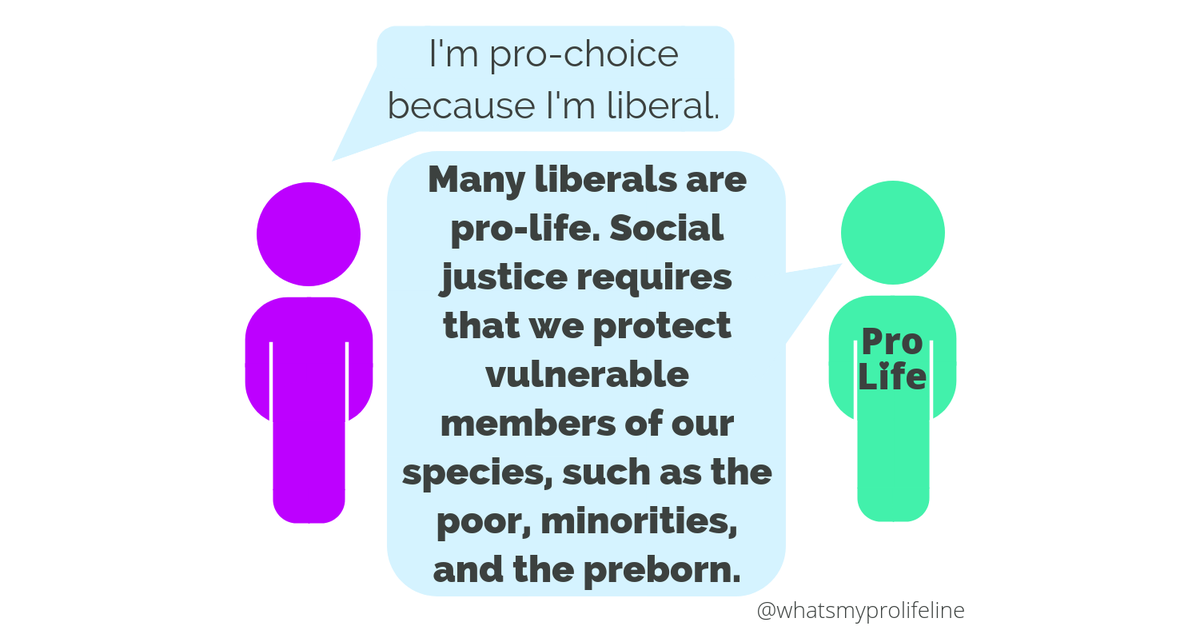 I'm pro-choice
because I'm liberal.
Many liberals are
pro-life. Social
justice requires
that we protect
vulnerable
members of our
species, such as the
poor, minorities,
and the preborn.
Pro
Life
@whatsmyprolifeline